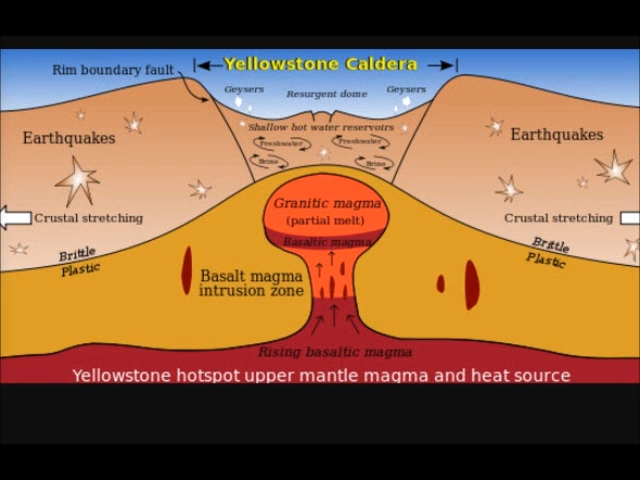 Yellowstone Caldera
Rim boundary fault
Geysers
Geysers
Resurgent dome
Shallow hot water reservoirs
Freshwater
Freshwater
Brine
Brine
Earthquakes
Earthquakes
Granitic magma
(partial melt)
Crustal stretching
Crustal stretching
Basaltic magma
Brittle
Plastic
Brittle
Plastic
Basalt magma
intrusion zone
Rising basaltic magma
Yellowstone hotspot upper mantle magma and heat source